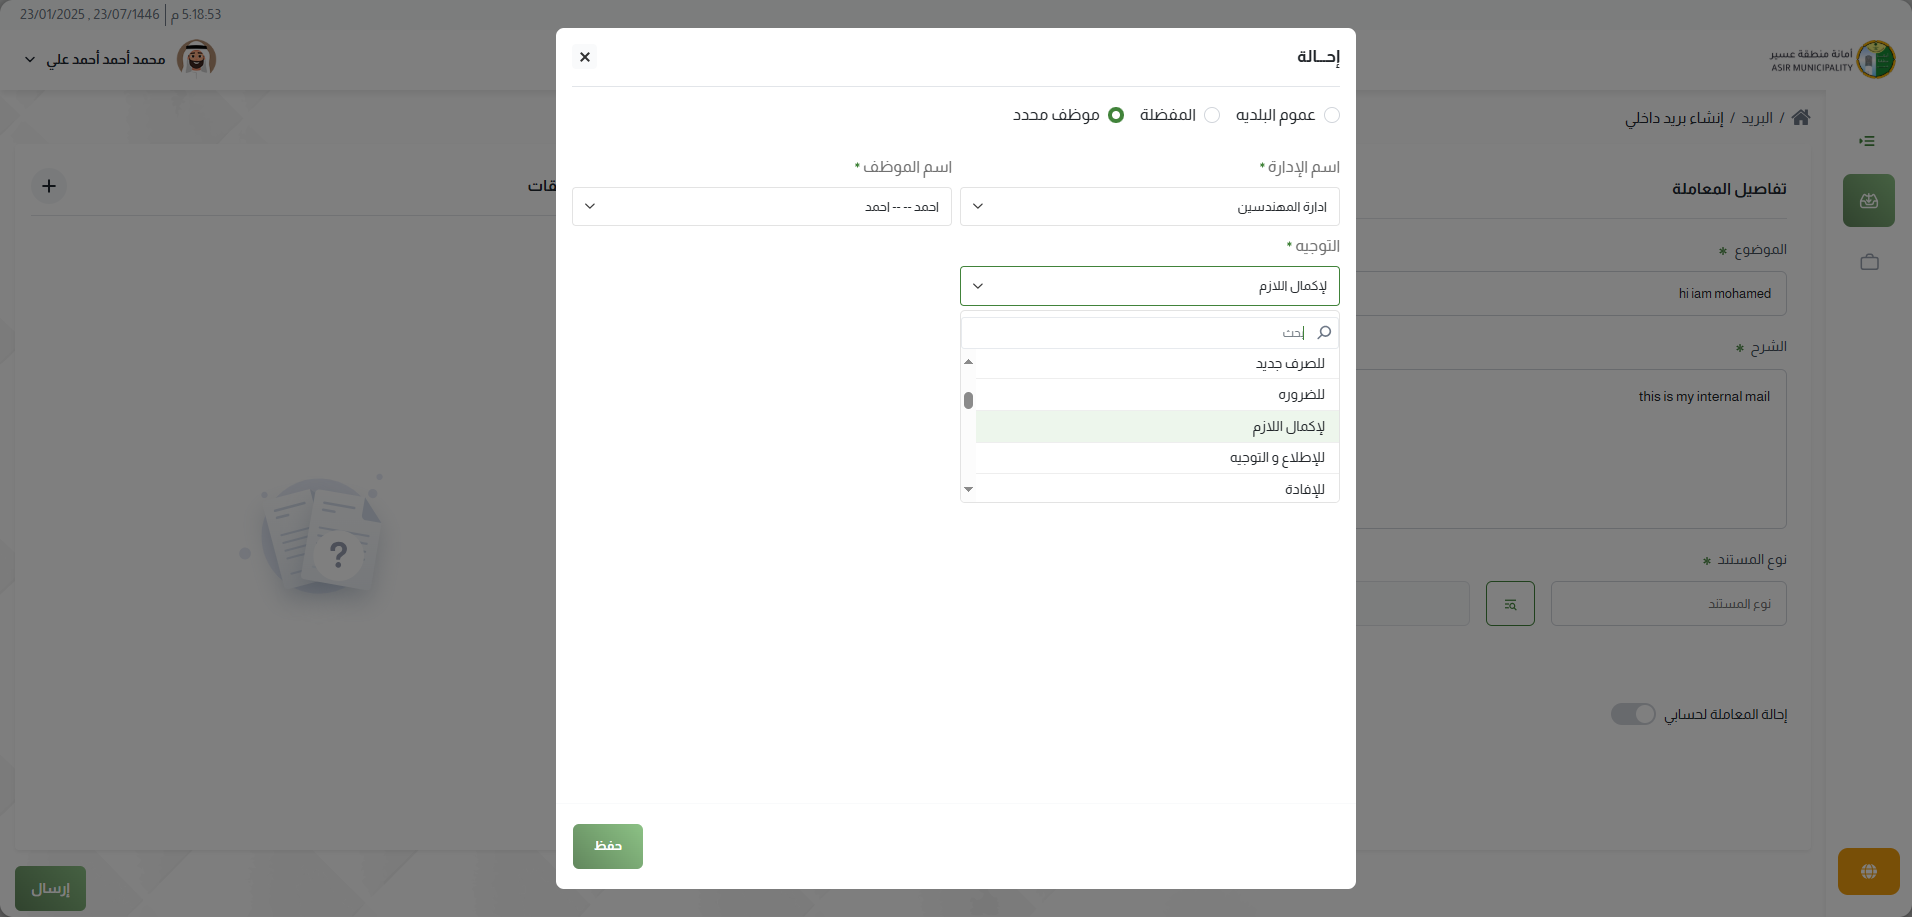 23/01/2025 , 23/07/1446 | 5:18:53 م
أمانة منطقة عسير
ASIR MUNICIPALITY
محمد أحمد أحمد علي
البريد / إنشاء بريد داخلي
تفاصيل المعاملة
الموضوع *
hi iam mohamed
الشرح *
this is my internal mail
نوع المستند *
نوع المستند
إحالة المعاملة لحسابي
قات
+
?
إرسال
إحـــالة
×
عموم البلديه
المفضلة
موظف محدد
اسم الإدارة *
ادارة المهندسين
اسم الموظف *
احمد -- -- احمد
التوجيه *
لإكمال اللازم
بحث
للصرف جديد
للضروره
لإكمال اللازم
للإطلاع و التوجيه
للإفادة
حفظ